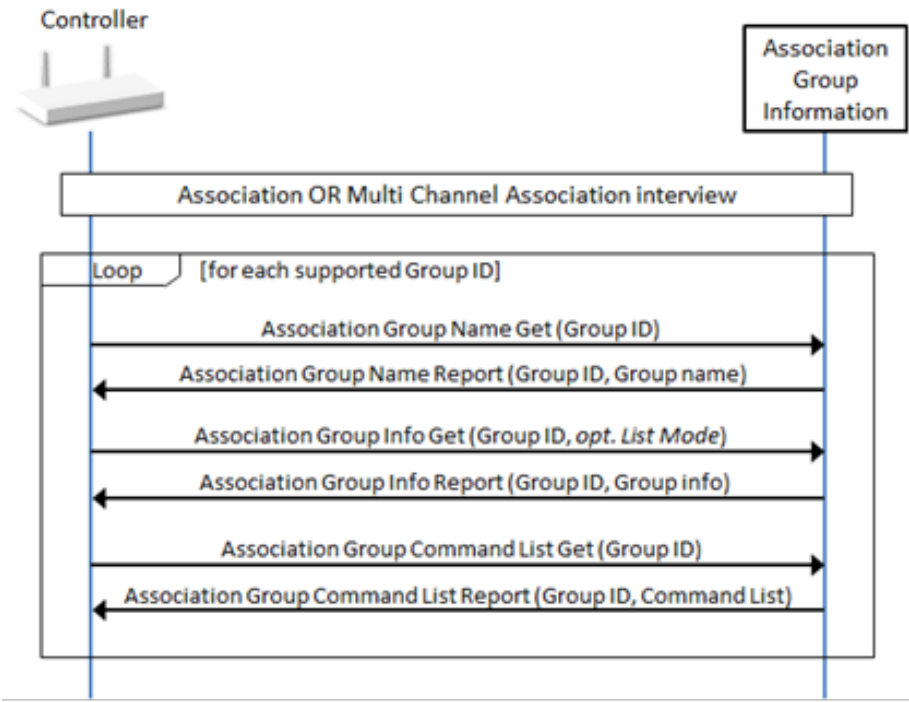 Controller
Association
Group
Information
Association OR Multi Channel Association interview
Loop [for each supported Group ID]
Association Group Name Get (Group ID)
Association Group Name Report (Group ID, Group name)
Association Group Info Get (Group ID, opt. List Mode)
Association Group Info Report (Group ID, Group info)
Association Group Command List Get (Group ID)
Association Group Command List Report (Group ID, Command List)